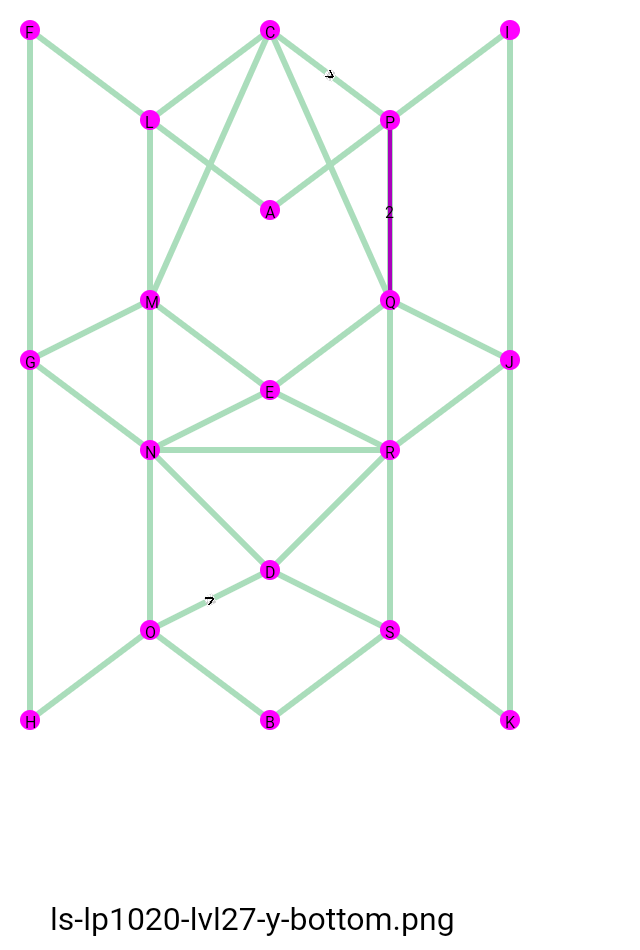 F C I
L P
A
2
M Q
G J
E
N R
D
O S
H B K
ls-lp1020-lvl27-y-bottom.png